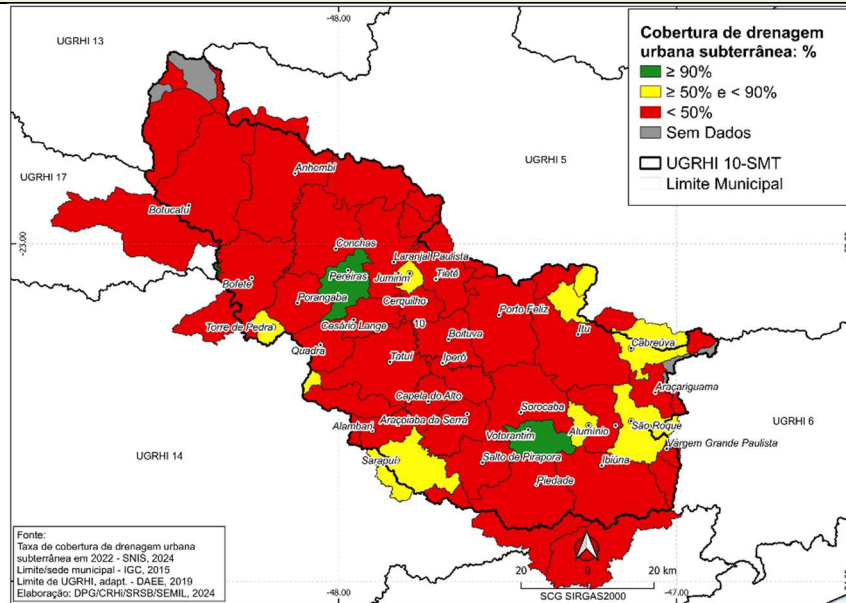 -48.00
UGRHI 13
Cobertura de drenagem
urbana subterrânea: %
≥ 90%
≥ 50% e < 90%
< 50%
Sem Dados
UGRHI 10-SMT
Limite Municipal
UGRHI 5
UGRHI 17
Anhembi
Botucatu
-23.00
Conchas
Laranjal Paulista
Pereiras
Jumirim
Tietê
Bofete
Porangaba
Cerquilho
Porto Feliz
Torre de Pedra
Cesário Lange
10
Boituva
Itu
Cabreúva
Quadra
Tatuí
Iperó
Araçariguama
Capela do Alto
Sorocaba
Alambari
Araçoiaba da Serra
Votorantim
Alumínio
São Roque
UGRHI 6
Vargem Grande Paulista
UGRHI 14
Sarapuí
Salto de Pirapora
Ibiúna
Piedade
Fonte:
Taxa de cobertura de drenagem urbana
subterrânea em 2022 - SNIS, 2024
Limite/sede municipal - IGC, 2015
Limite de UGRHI, adapt. - DAEE, 2019
Elaboração: DPG/CRHi/SRSB/SEMIL, 2024
20 0 20 km
SCG SIRGAS2000
-48.00
-47.00